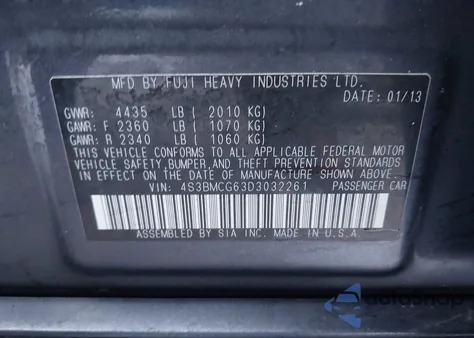 MFD BY FUJI HEAVY INDUSTRIES LTD.
DATE: 01/13
GVWR: 4435 LB ( 2010 KG)
GAWR: F 2360 LB ( 1070 KG)
GAWR: R 2340 LB ( 1060 KG)
THIS VEHICLE CONFORMS TO ALL APPLICABLE FEDERAL MOTOR
VEHICLE SAFETY, BUMPER, AND THEFT PREVENTION STANDARDS
IN EFFECT ON THE DATE OF MANUFACTURE SHOWN ABOVE.
VIN: 4S3BMCG63D3032261 PASSENGER CAR
ASSEMBLED BY SIA INC. MADE IN U.S.A.